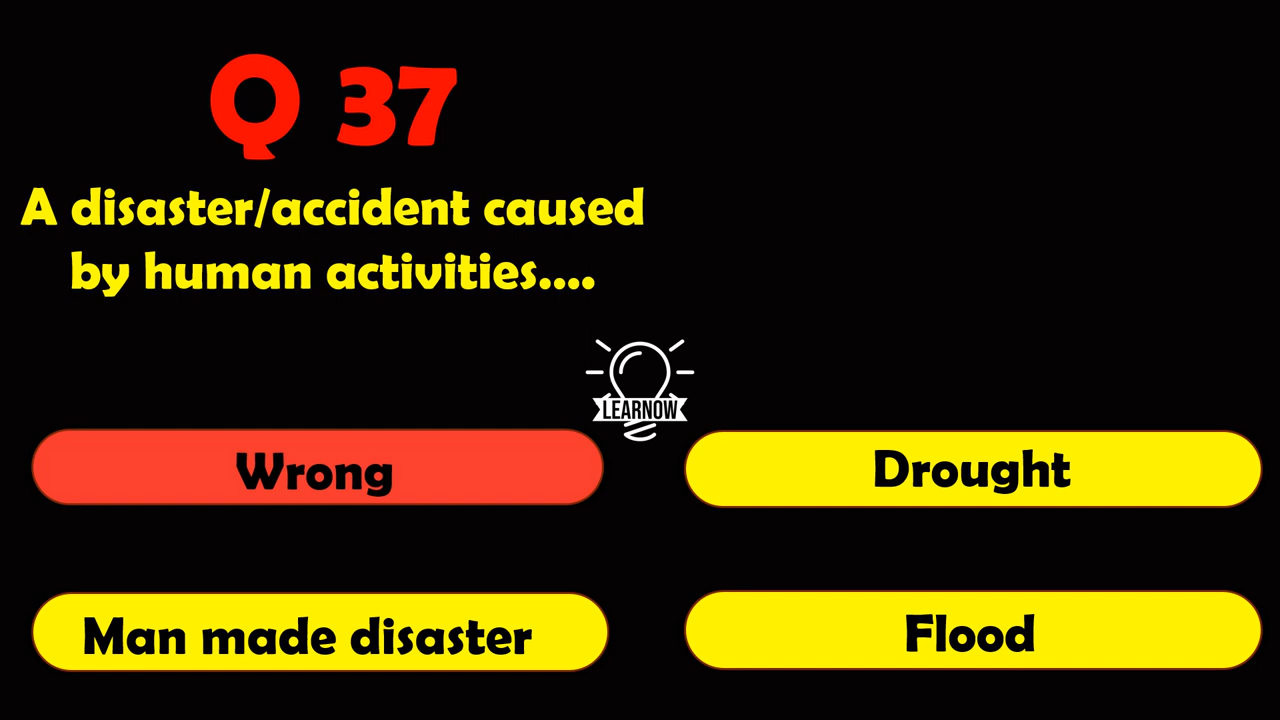 Q 37
A disaster/accident caused
by human activities....
LEARNOW
Wrong
Drought
Man made disaster
Flood